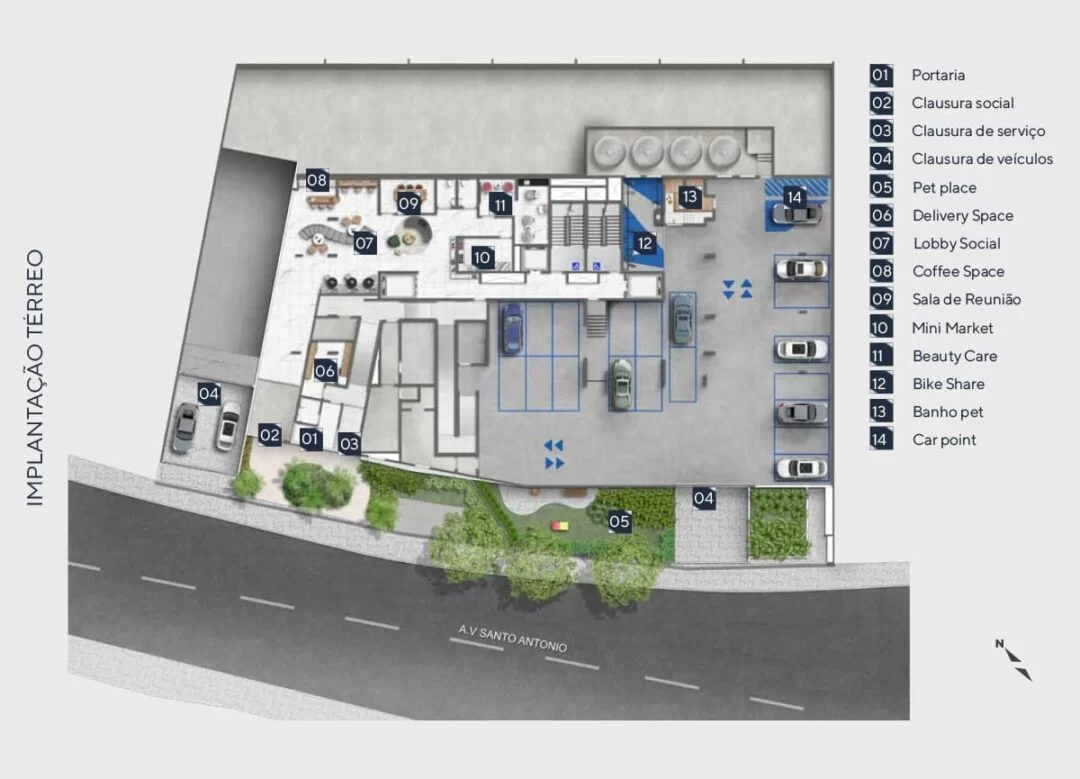 IMPLANTAÇÃO TÉRREO
01 Portaria
02 Clausura social
03 Clausura de serviço
04 Clausura de veículos
05 Pet place
06 Delivery Space
07 Lobby Social
08 Coffee Space
09 Sala de Reunião
10 Mini Market
11 Beauty Care
12 Bike Share
13 Banho pet
14 Car point
08
09
11
13
14
07
12
10
06
04
02
01
03
04
05
A.V SANTO ANTONIO
N